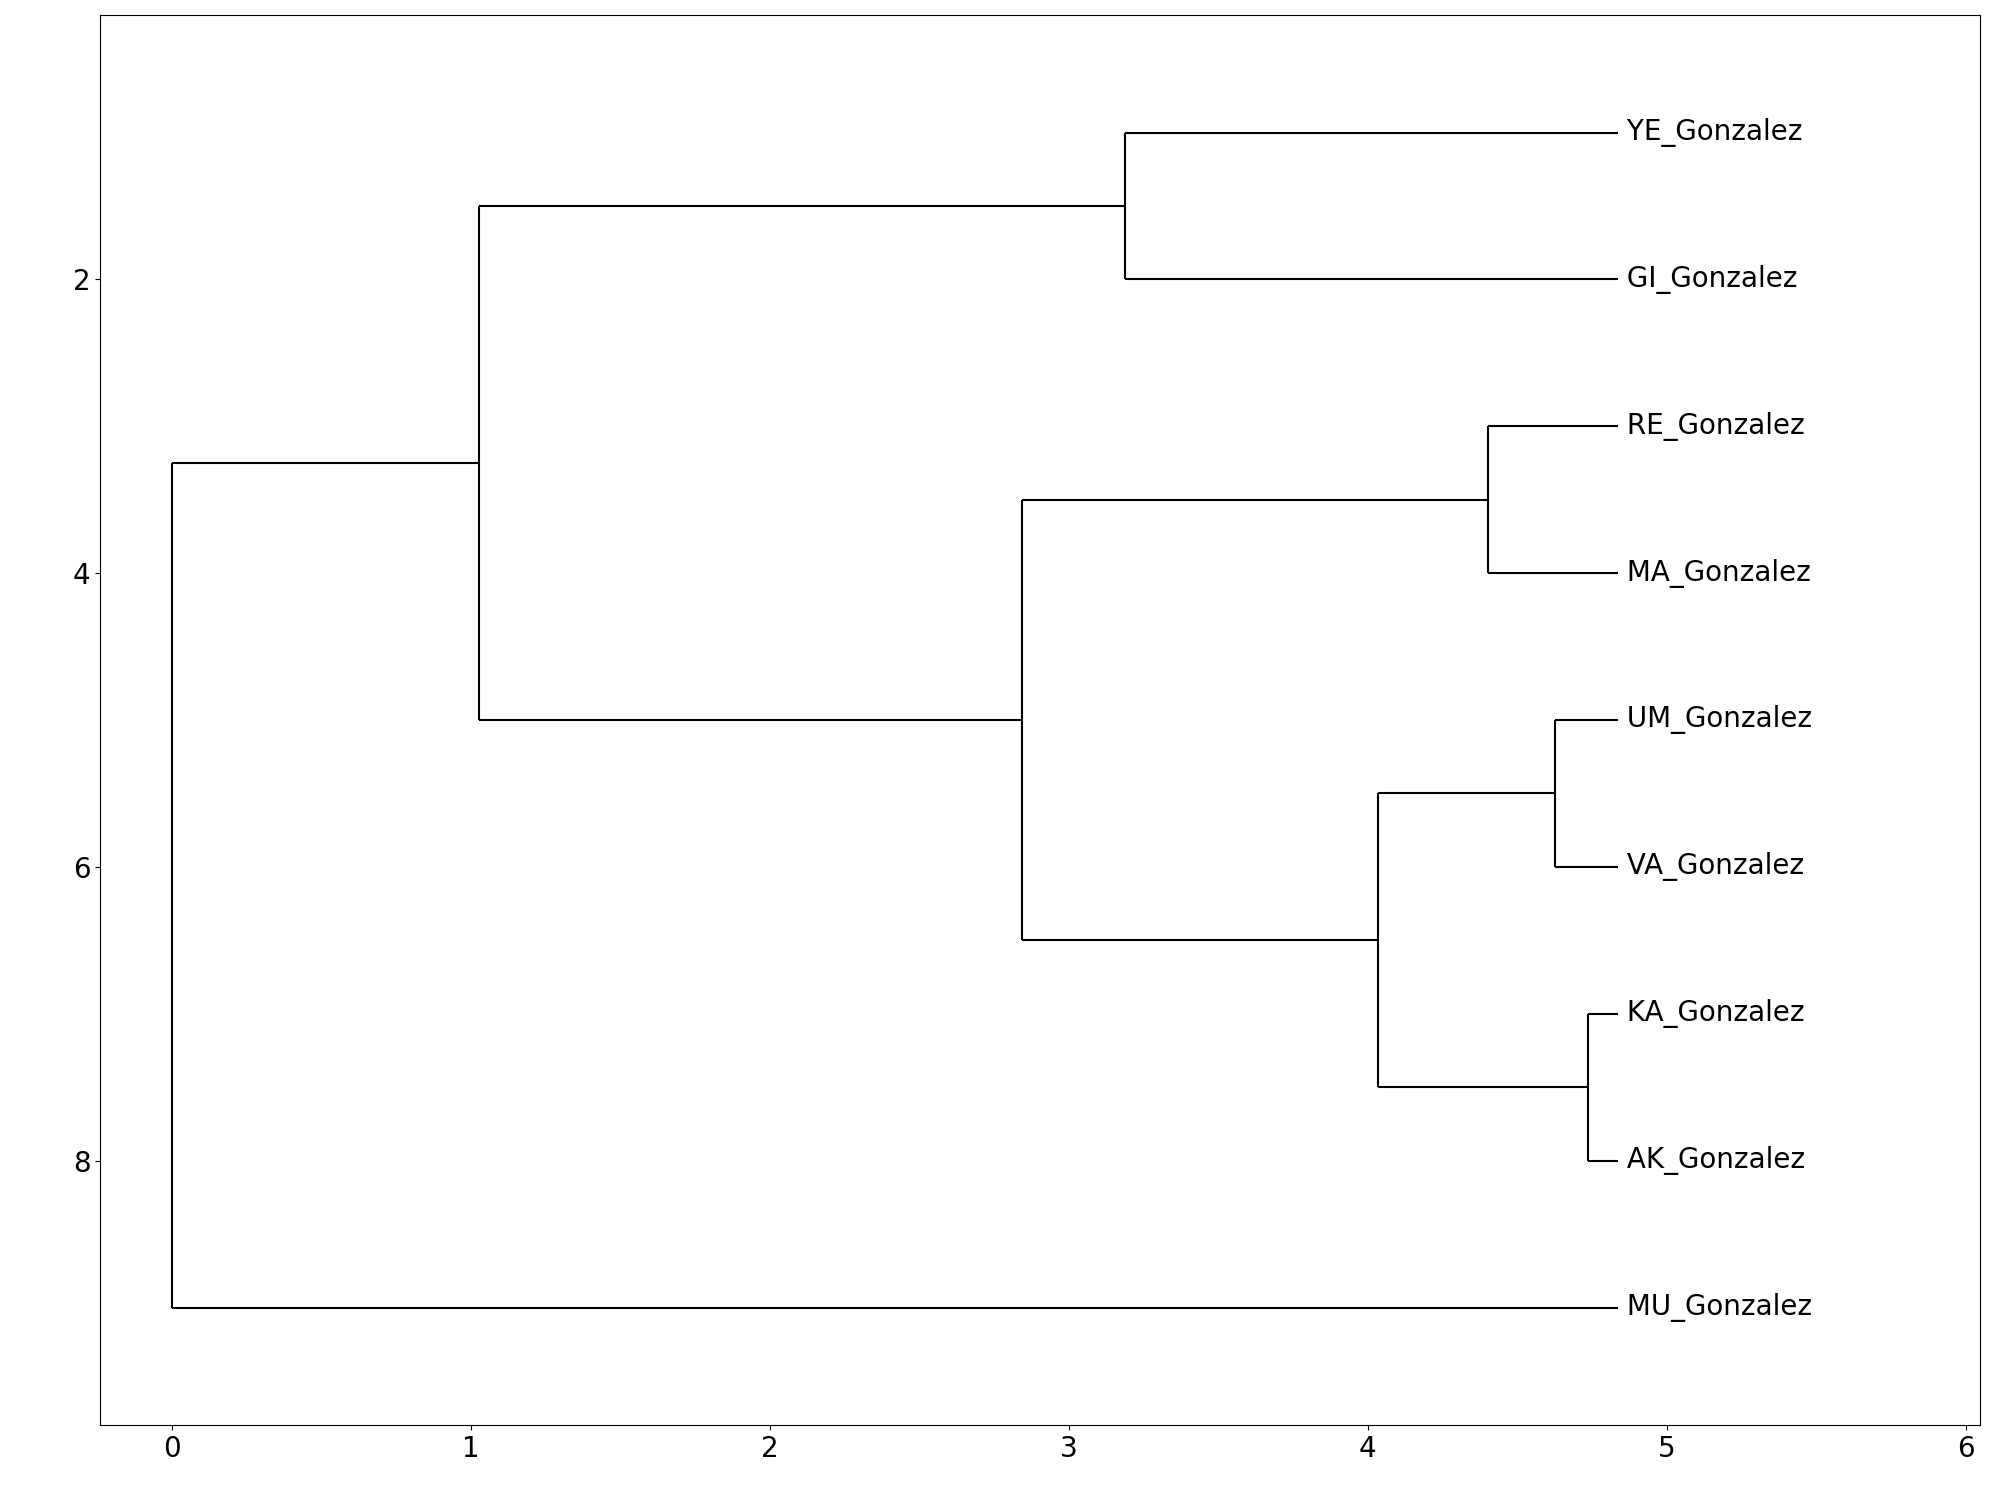 YE_Gonzalez
2 GI_Gonzalez
RE_Gonzalez
4 MA_Gonzalez
UM_Gonzalez
6 VA_Gonzalez
KA_Gonzalez
8 AK_Gonzalez
MU_Gonzalez
0 1 2 3 4 5 6